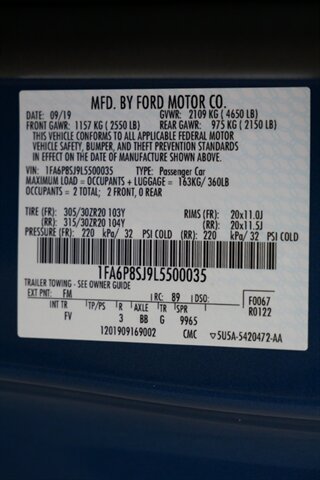 MFD. BY FORD MOTOR CO.
DATE: 09/19 GVWR: 2109 KG ( 4650 LB)
FRONT GAWR: 1157 KG ( 2550 LB) REAR GAWR: 975 KG ( 2150 LB)
THIS VEHICLE CONFORMS TO ALL APPLICABLE FEDERAL MOTOR
VEHICLE SAFETY, BUMPER, AND THEFT PREVENTION STANDARDS
IN EFFECT ON THE DATE OF MANUFACTURE SHOWN ABOVE.
VIN: 1FA6P8SJ9L5500035 TYPE: Passenger Car
MAXIMUM LOAD = OCCUPANTS + LUGGAGE = 163KG/ 360LB
OCCUPANTS = 2 TOTAL: 2 FRONT, 0 REAR
TIRE (F): 305/30ZR20 103Y RIMS (F): 20x11.0J
(R): 315/30ZR20 104Y (R): 20x11.5J
PRESSURE (F): 220 kPa/ 32 PSI COLD (R): 220 kPa/ 32 PSI COLD
1FA6P8SJ9L5500035
TRAILER TOWING - SEE OWNER GUIDE
EXT PNT: FM RC: 89 DSO: F0067
INT TR TP/PS R AXLE TR SPR R0122
FV 3 BB G 9965
1201909169002 CMC 5U5A-5420472-AA